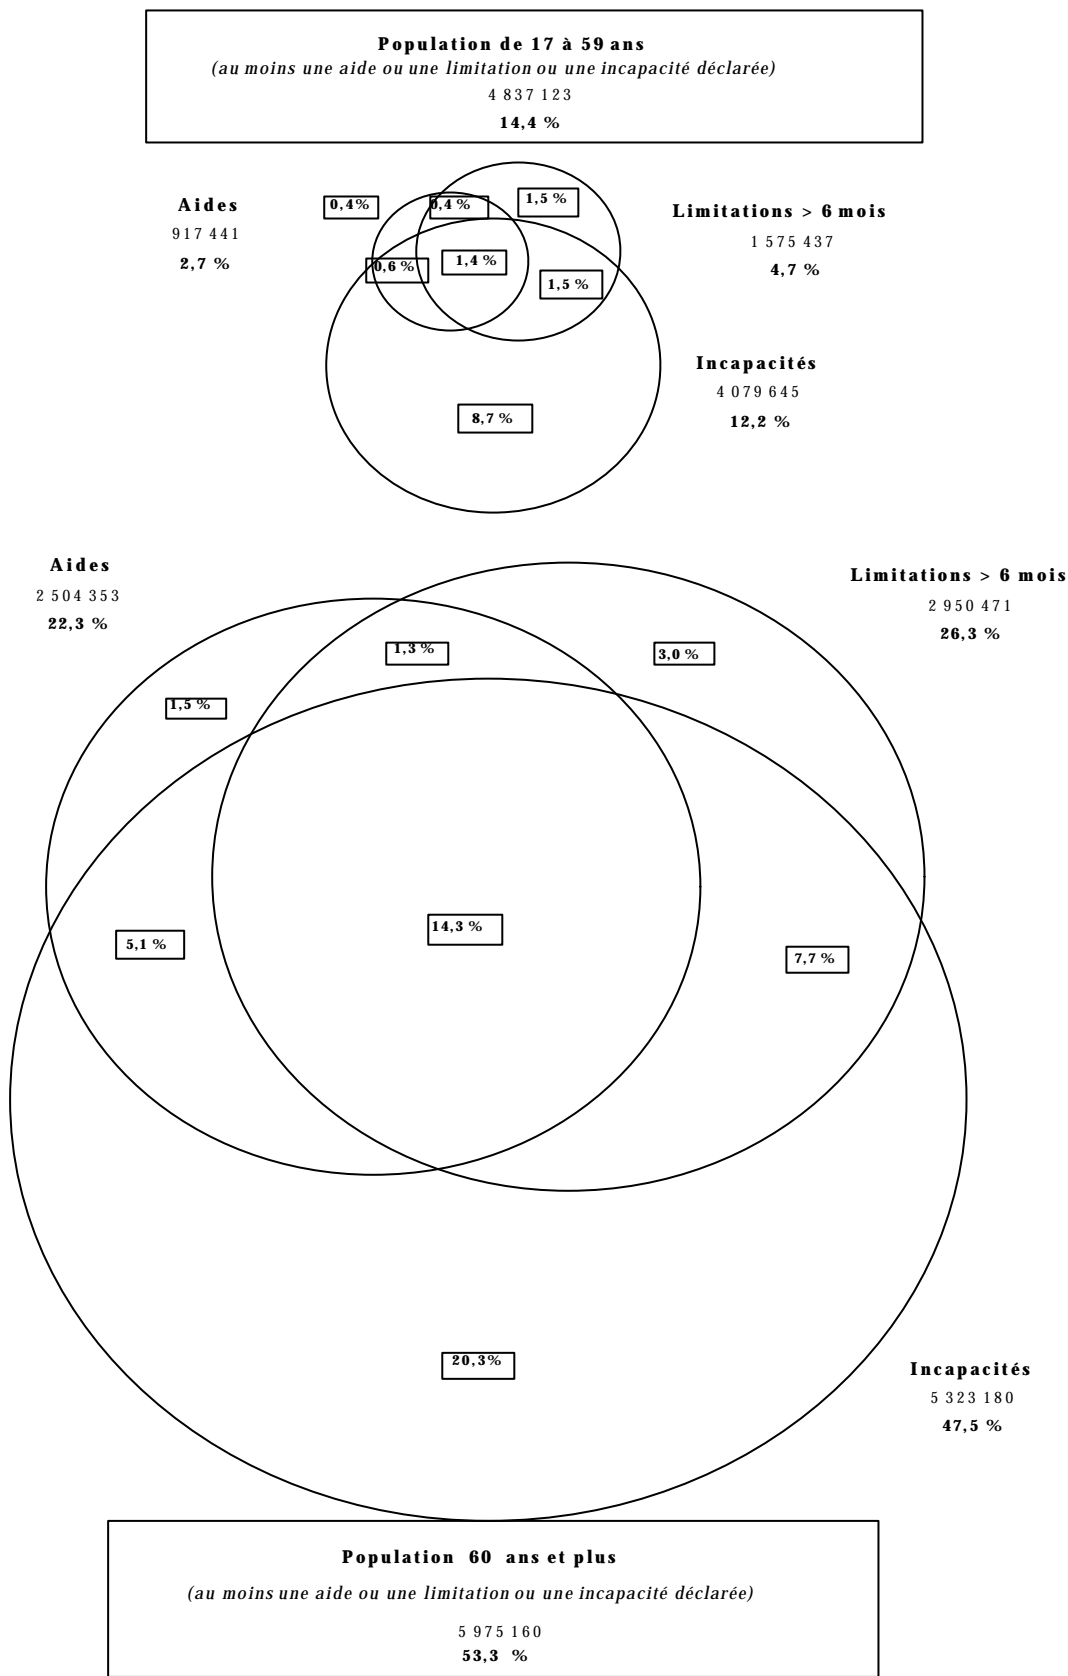 Population de 17 à 59 ans
(au moins une aide ou une limitation ou une incapacité déclarée)
4 837 123
14,4 %
Aides
917 441
2,7 %
0,4%
0,4%
1,5 %
Limitations > 6 mois
1 575 437
4,7 %
0,6 %
1,4 %
1,5 %
Incapacités
4 079 645
12,2 %
8,7 %
Aides
2 504 353
22,3 %
Limitations > 6 mois
2 950 471
26,3 %
1,3 %
3,0 %
1,5 %
5,1 %
14,3 %
7,7 %
20,3%
Incapacités
5 323 180
47,5 %
Population 60 ans et plus
(au moins une aide ou une limitation ou une incapacité déclarée)
5 975 160
53,3 %